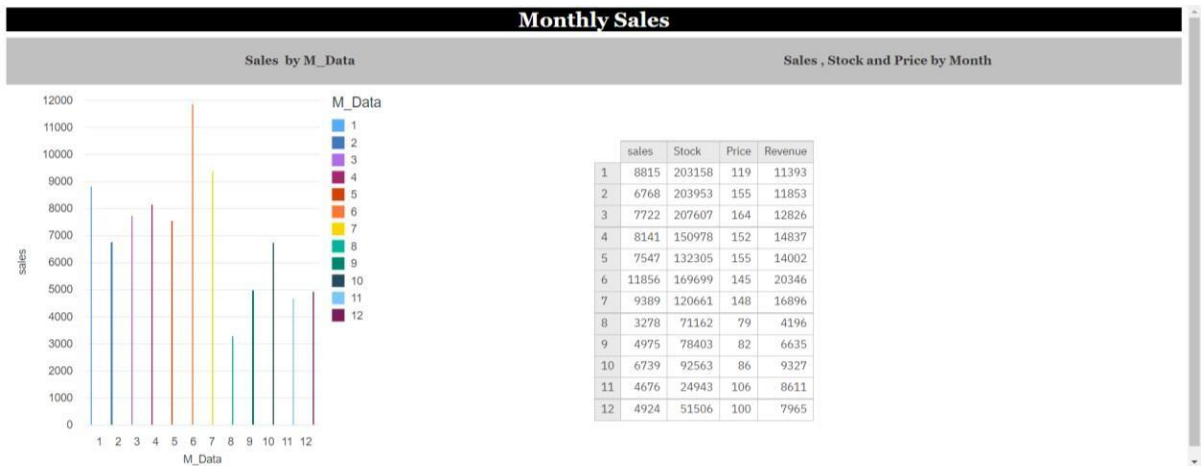 Monthly Sales
Sales by M_Data
Sales , Stock and Price by Month
12000
11000
10000
9000
8000
7000
6000
5000
4000
3000
2000
1000
0
sales
1 2 3 4 5 6 7 8 9 10 11 12
M_Data
M_Data
1
2
3
4
5
6
7
8
9
10
11
12
sales Stock Price Revenue
1 8815 203158 119 11393
2 6768 203953 155 11853
3 7722 207607 164 12826
4 8141 150978 152 14837
5 7547 132305 155 14002
6 11856 169699 145 20346
7 9389 120661 148 16896
8 3278 71162 79 4196
9 4975 78403 82 6635
10 6739 92563 86 9327
11 4676 24943 106 8611
12 4924 51506 100 7965